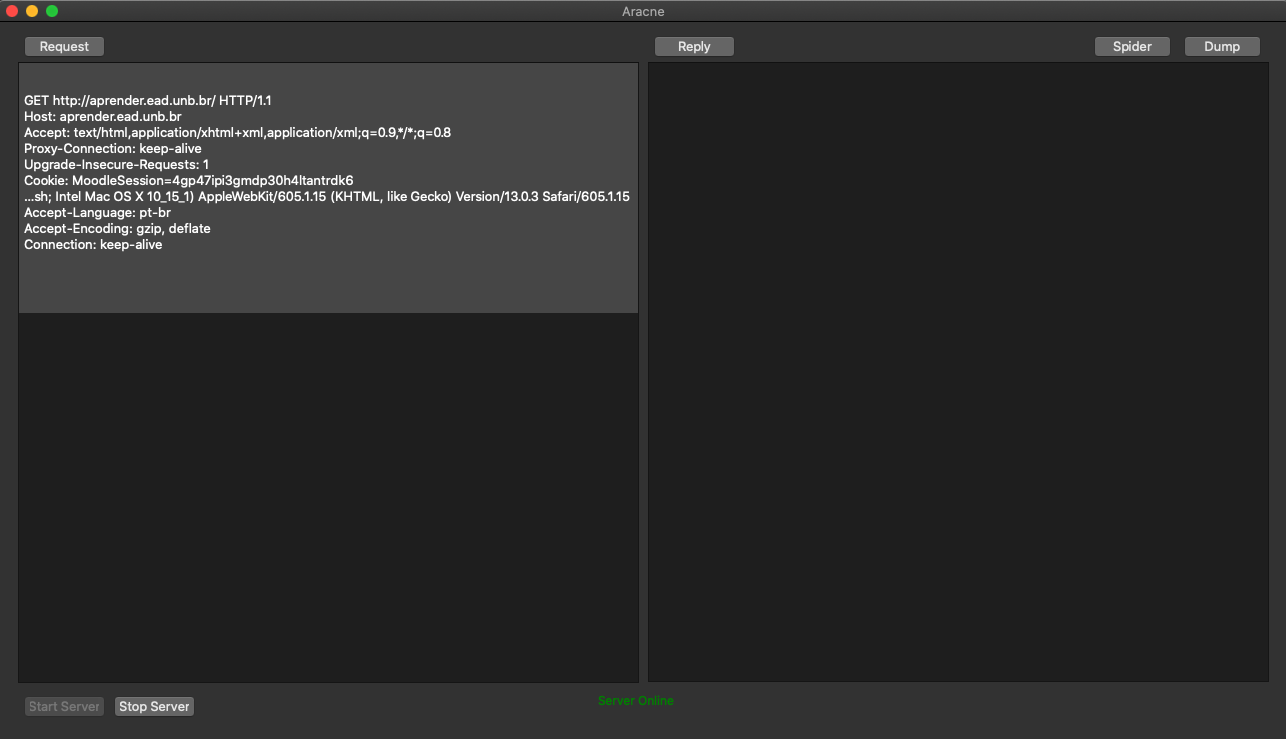 Aracne
Request
Reply
Spider
Dump
GET http://aprender.ead.unb.br/ HTTP/1.1
Host: aprender.ead.unb.br
Accept: text/html,application/xhtml+xml,application/xml;q=0.9,*/*;q=0.8
Proxy-Connection: keep-alive
Upgrade-Insecure-Requests: 1
Cookie: MoodleSession=4gp47ipi3gmdp30h4ltantrdk6
...sh; Intel Mac OS X 10_15_1) AppleWebKit/605.1.15 (KHTML, like Gecko) Version/13.0.3 Safari/605.1.15
Accept-Language: pt-br
Accept-Encoding: gzip, deflate
Connection: keep-alive
Start Server
Stop Server
Server Online